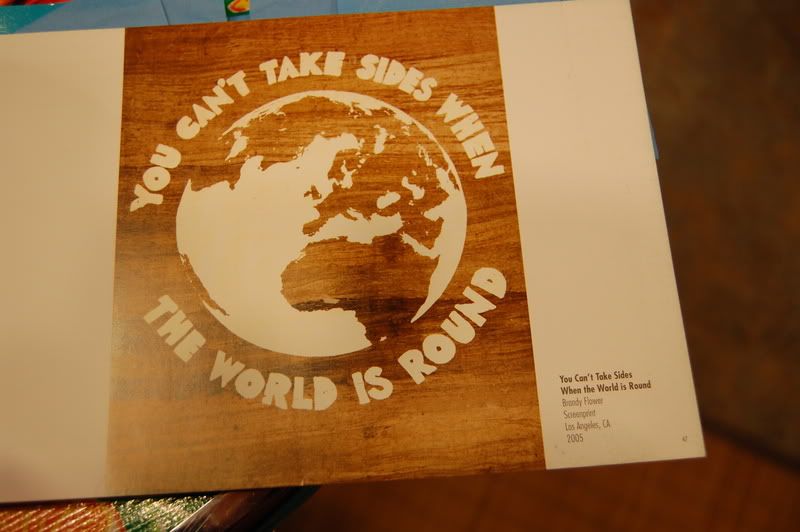 YOU CAN'T TAKE SIDES WHEN
THE WORLD IS ROUND
You Can't Take Sides
When the World is Round
Brandy Flower
Screenprint
Los Angeles, CA
2005
47